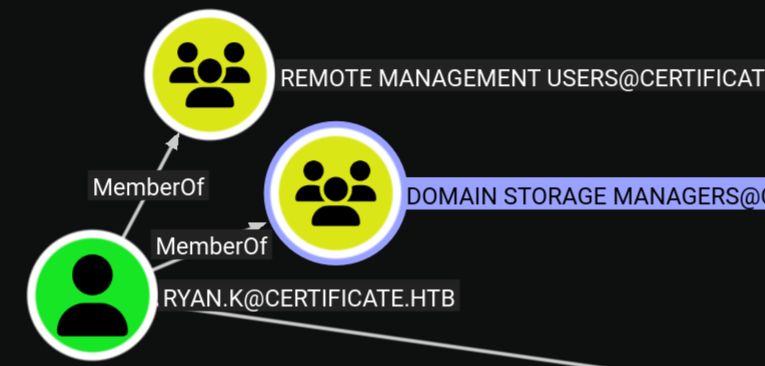 REMOTE MANAGEMENT USERS@CERTIFICAT
MemberOf
DOMAIN STORAGE MANAGERS@
MemberOf
RYAN.K@CERTIFICATE.HTB